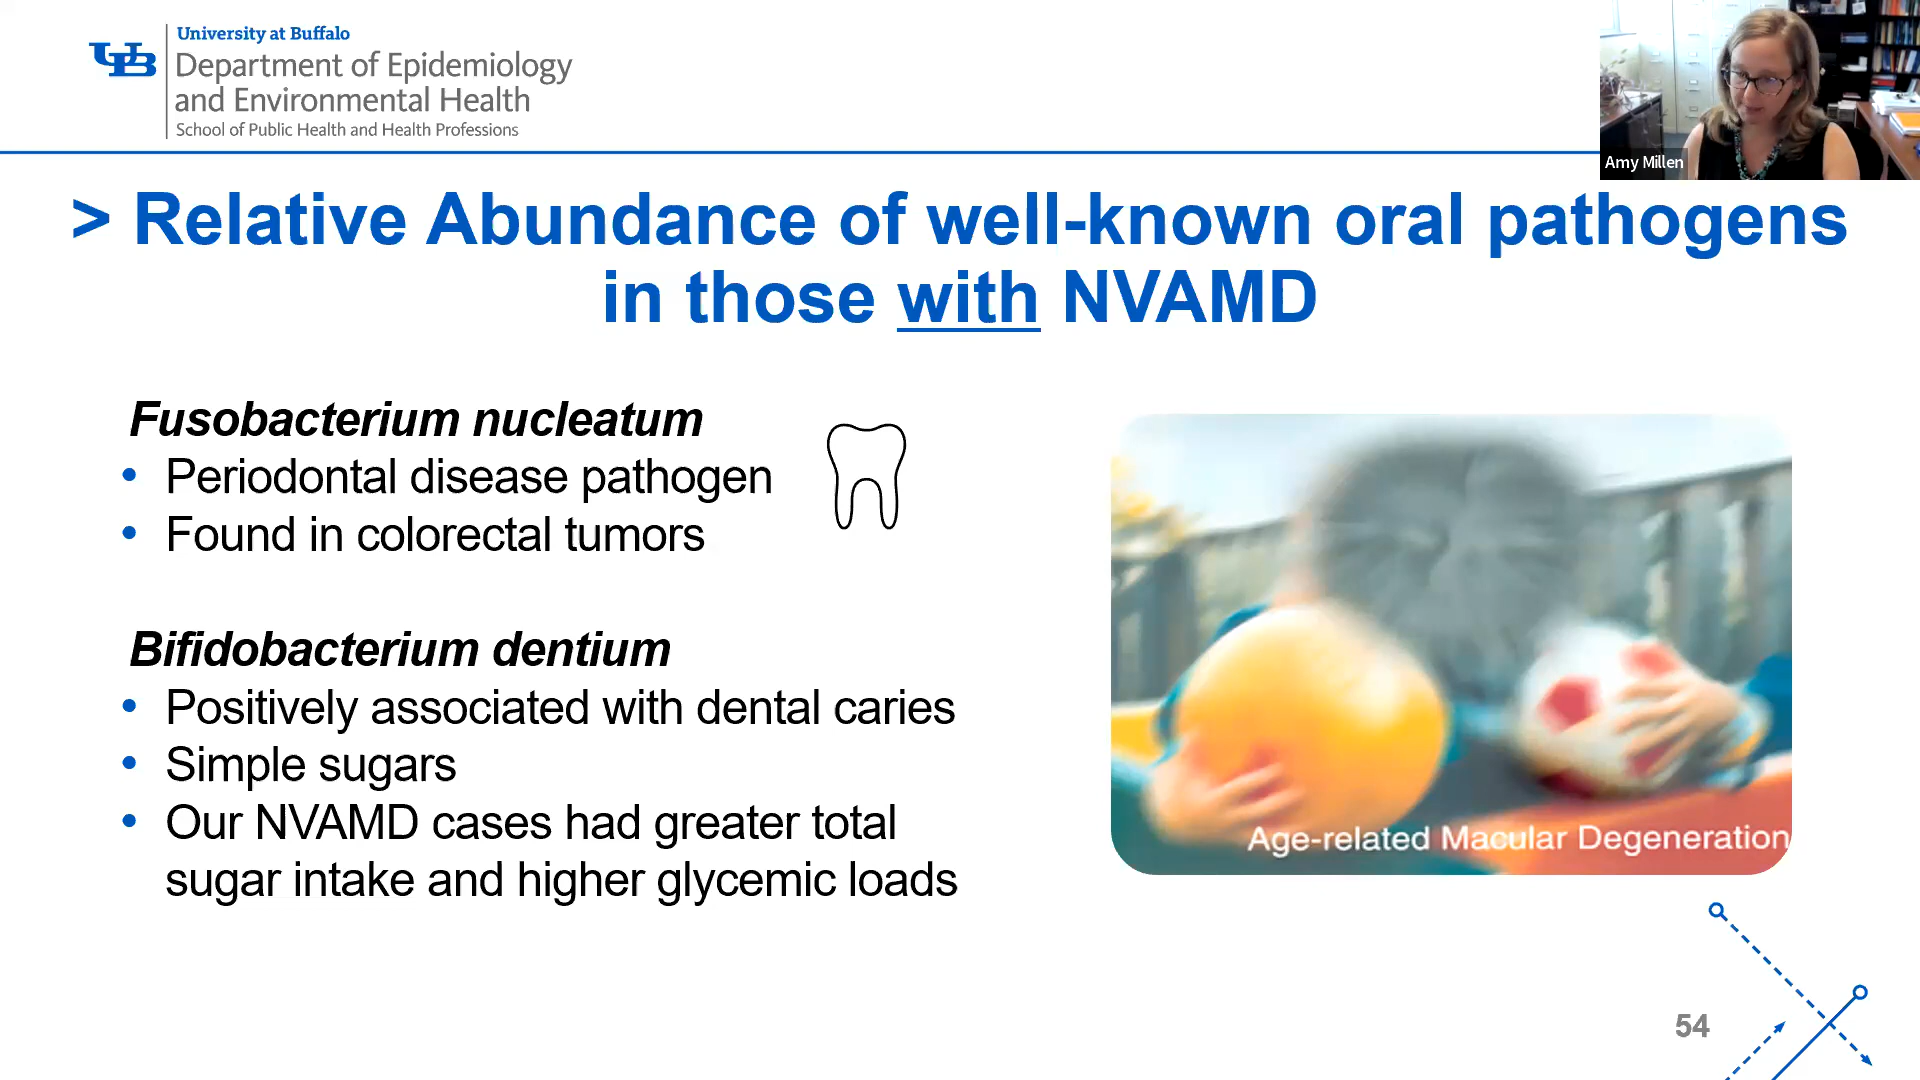 University at Buffalo
UB
Department of Epidemiology
and Environmental Health
School of Public Health and Health Professions
Amy Millen
> Relative Abundance of well-known oral pathogens
in those with NVAMD
Fusobacterium nucleatum
• Periodontal disease pathogen
• Found in colorectal tumors
Bifidobacterium dentium
• Positively associated with dental caries
• Simple sugars
• Our NVAMD cases had greater total
sugar intake and higher glycemic loads
Age-related Macular Degeneration
54